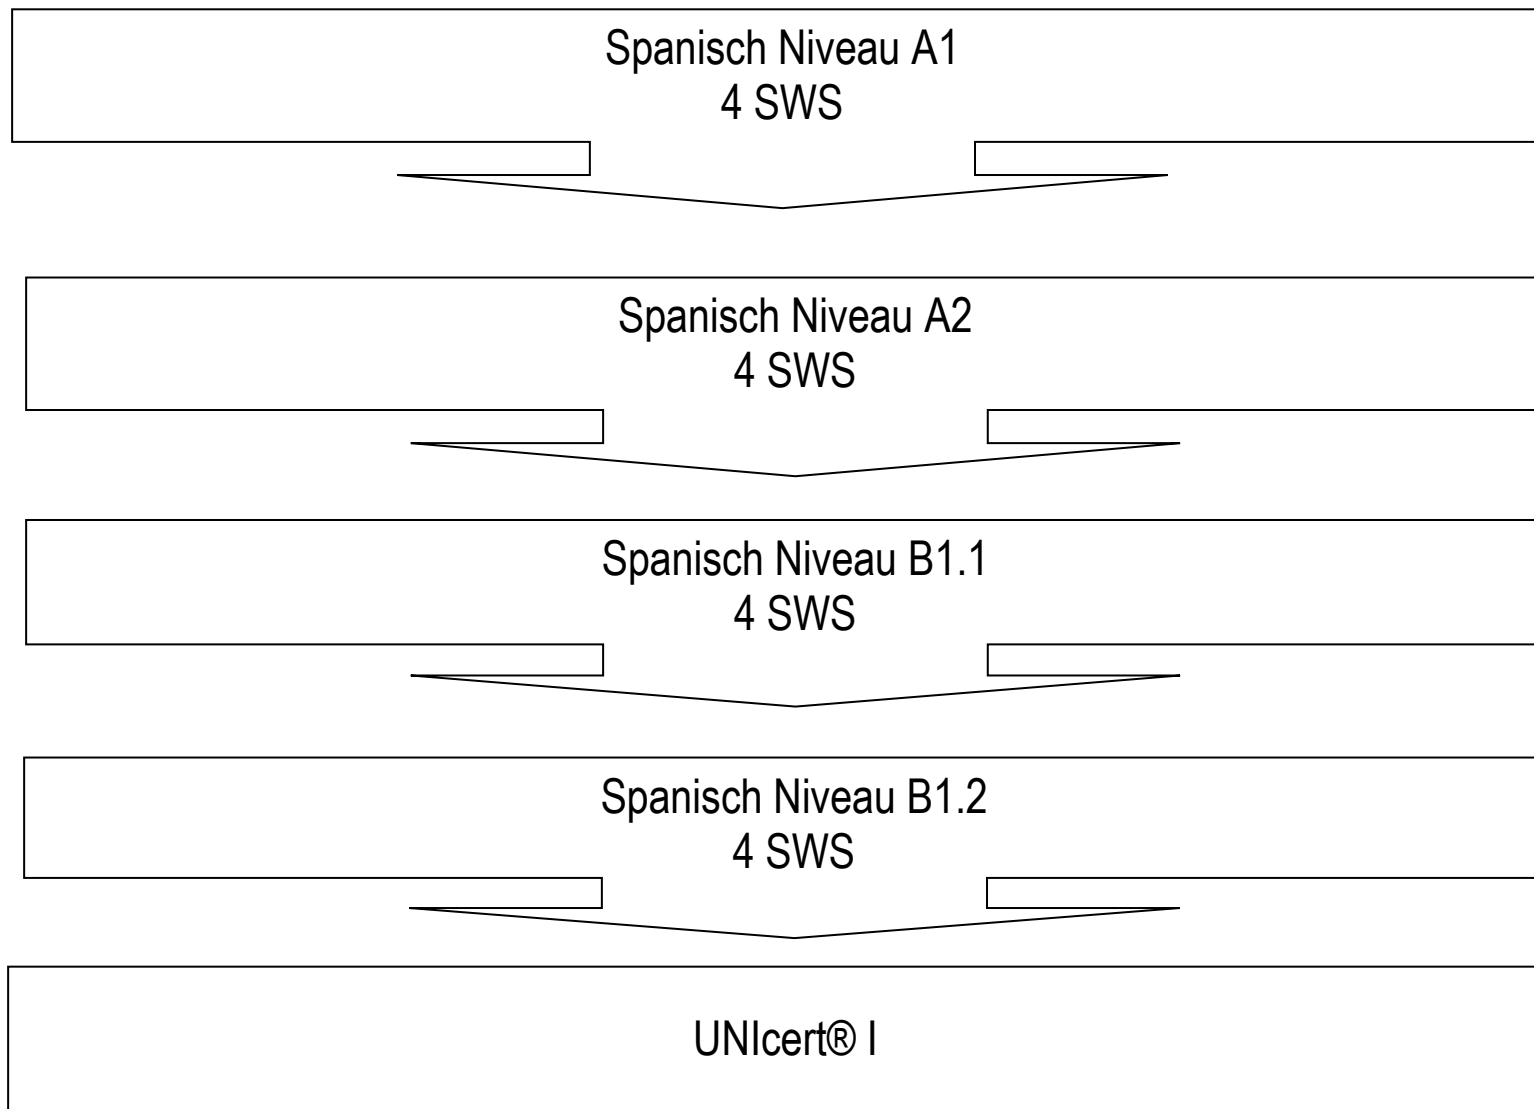 Spanisch Niveau A1
4 SWS
Spanisch Niveau A2
4 SWS
Spanisch Niveau B1.1
4 SWS
Spanisch Niveau B1.2
4 SWS
UNIcert® I